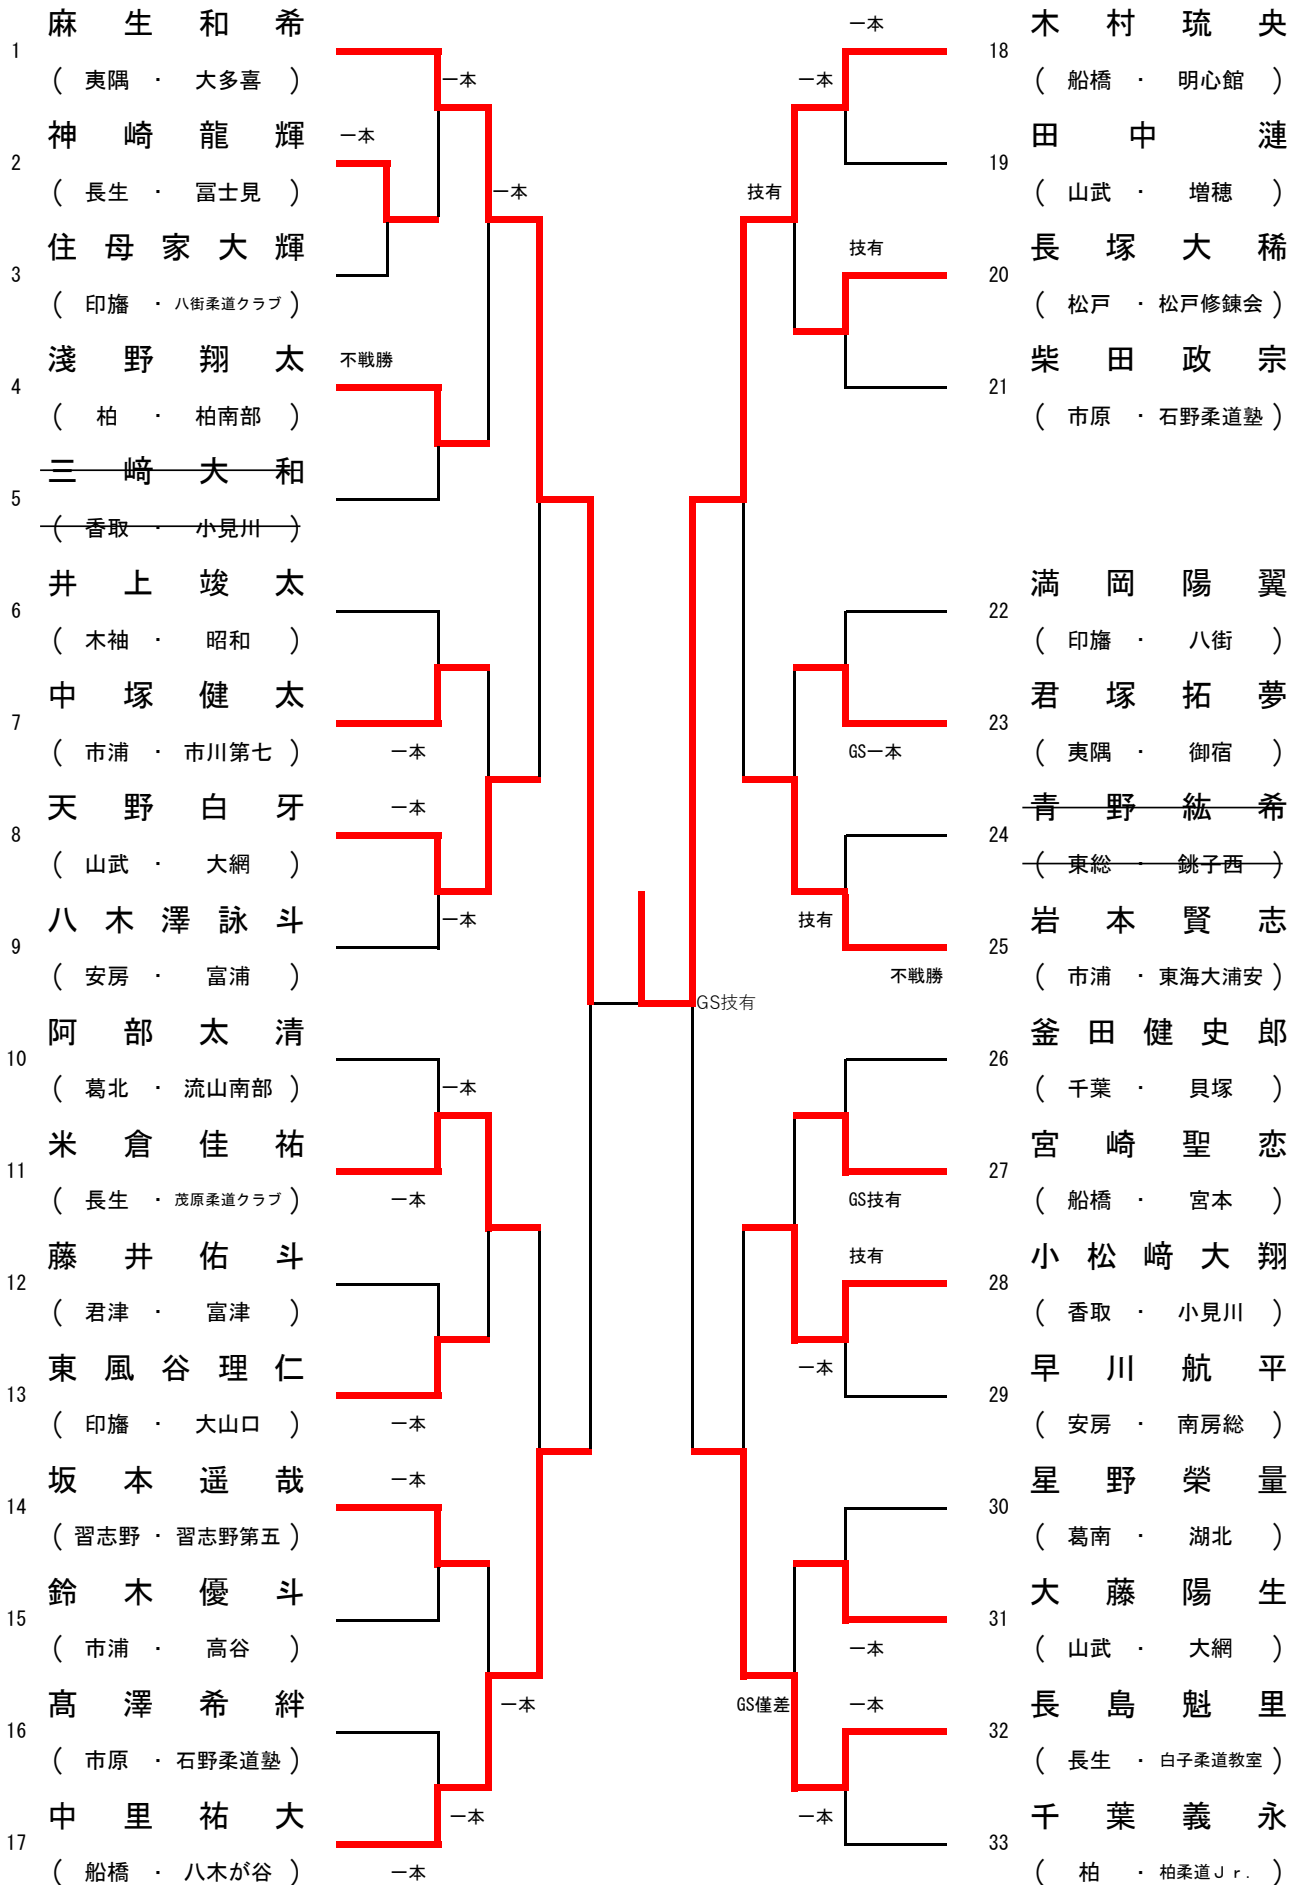 麻生和希
1
( 夷隅 ・ 大多喜 )
一本
神崎龍輝
一本
2
( 長生 ・ 冨士見 )
一本
住母家大輝
3
( 印旛 ・ 八街柔道クラブ )
淺野翔太
不戦勝
4
( 柏 ・ 柏南部 )
三﨑大和
5
( 香取 ・ 小見川 )
井上竣太
6
( 木袖 ・ 昭和 )
中塚健太
7
( 市浦 ・ 市川第七 )
一本
天野白牙
一本
8
( 山武 ・ 大網 )
八木澤詠斗
一本
9
( 安房 ・ 富浦 )
阿部太清
10
( 葛北 ・ 流山南部 )
一本
米倉佳祐
11
( 長生 ・ 茂原柔道クラブ )
一本
藤井佑斗
12
( 君津 ・ 富津 )
東風谷理仁
13
( 印旛 ・ 大山口 )
一本
坂本遥哉
一本
14
( 習志野 ・ 習志野第五 )
鈴木優斗
15
( 市浦 ・ 高谷 )
髙澤希絆
一本
16
( 市原 ・ 石野柔道塾 )
中里祐大
一本
17
( 船橋 ・ 八木が谷 )
一本
GS技有
一本
木村琉央
18
一本
( 船橋 ・ 明心館 )
田中漣
19
技有
( 山武 ・ 増穂 )
技有
長塚大稀
20
( 松戸 ・ 松戸修錬会 )
柴田政宗
21
( 市原 ・ 石野柔道塾 )
満岡陽翼
22
( 印旛 ・ 八街 )
君塚拓夢
23
GS一本
( 夷隅 ・ 御宿 )
青野紘希
24
( 東総 ・ 銚子西 )
技有
岩本賢志
25
不戦勝
( 市浦 ・ 東海大浦安 )
釜田健史郎
26
( 千葉 ・ 貝塚 )
宮崎聖恋
27
GS技有
( 船橋 ・ 宮本 )
技有
小松﨑大翔
28
( 香取 ・ 小見川 )
一本
早川航平
29
( 安房 ・ 南房総 )
星野榮量
30
( 葛南 ・ 湖北 )
大藤陽生
31
一本
( 山武 ・ 大網 )
GS僅差
一本
長島魁里
32
( 長生 ・ 白子柔道教室 )
一本
千葉義永
33
( 柏 ・ 柏柔道Ｊｒ. )